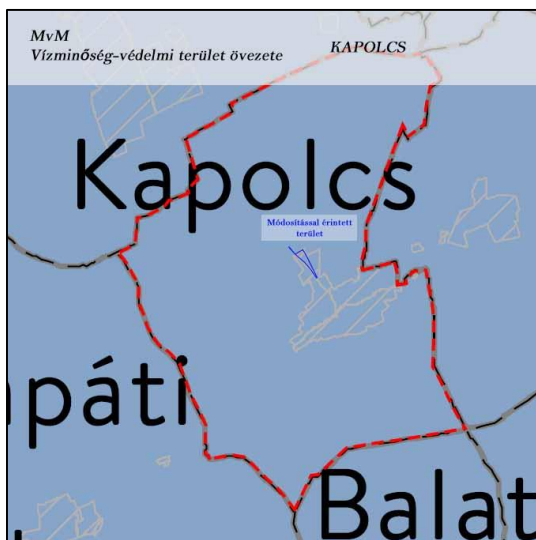 MvM
Vízminőség-védelmi terület övezete
KAPOLCS
Kapolcs
Módosítással érintett
terület
páti
Balat